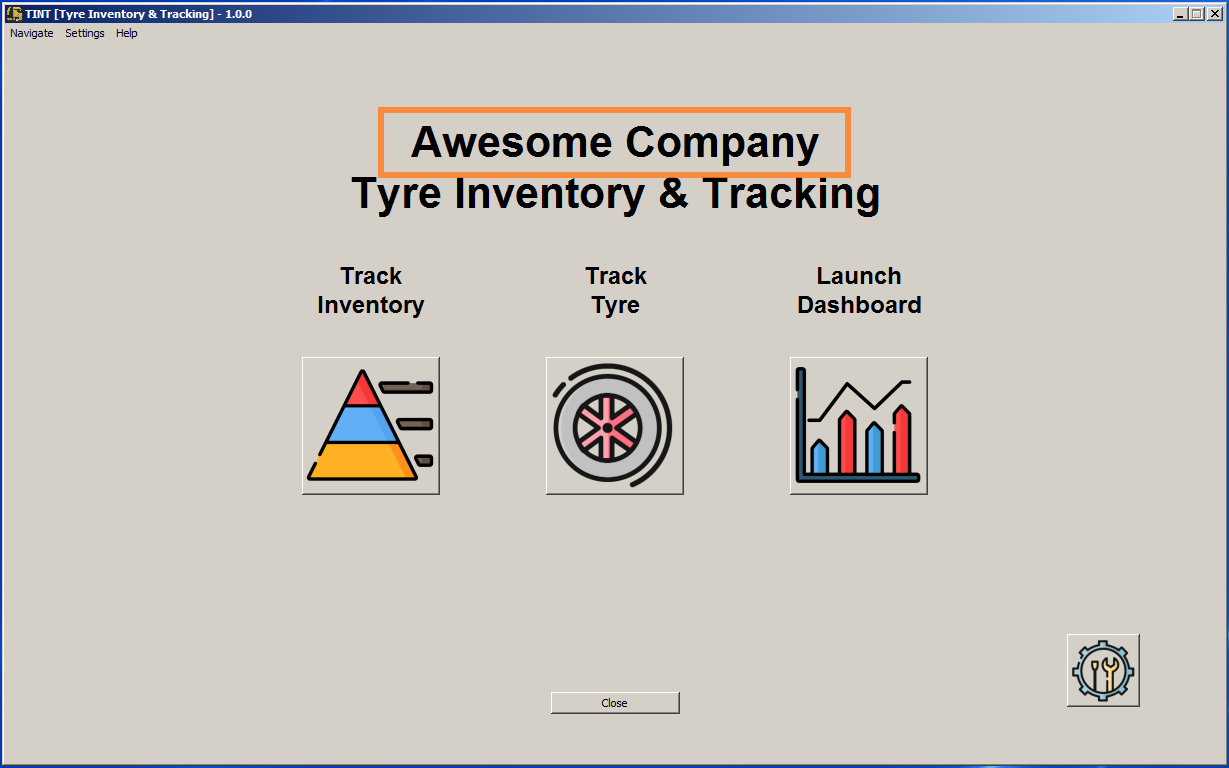 TINT [Tyre Inventory & Tracking] - 1.0.0
Navigate Settings Help
Awesome Company
Tyre Inventory & Tracking
Track
Inventory
Track
Tyre
Launch
Dashboard
Close